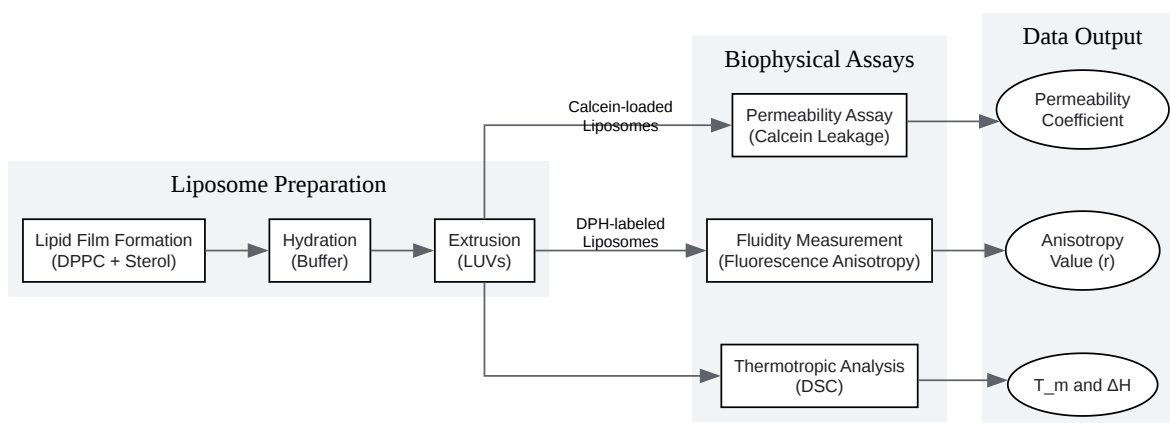 Data Output
Biophysical Assays
Liposome Preparation
Calcein-loaded
Liposomes
Permeability Assay
(Calcein Leakage)
Permeability
Coefficient
Lipid Film Formation
(DPPC + Sterol)
Hydration
(Buffer)
Extrusion
(LUVs)
DPH-labeled
Liposomes
Fluidity Measurement
(Fluorescence Anisotropy)
Anisotropy
Value (r)
Thermotropic Analysis
(DSC)
T_m and ΔH